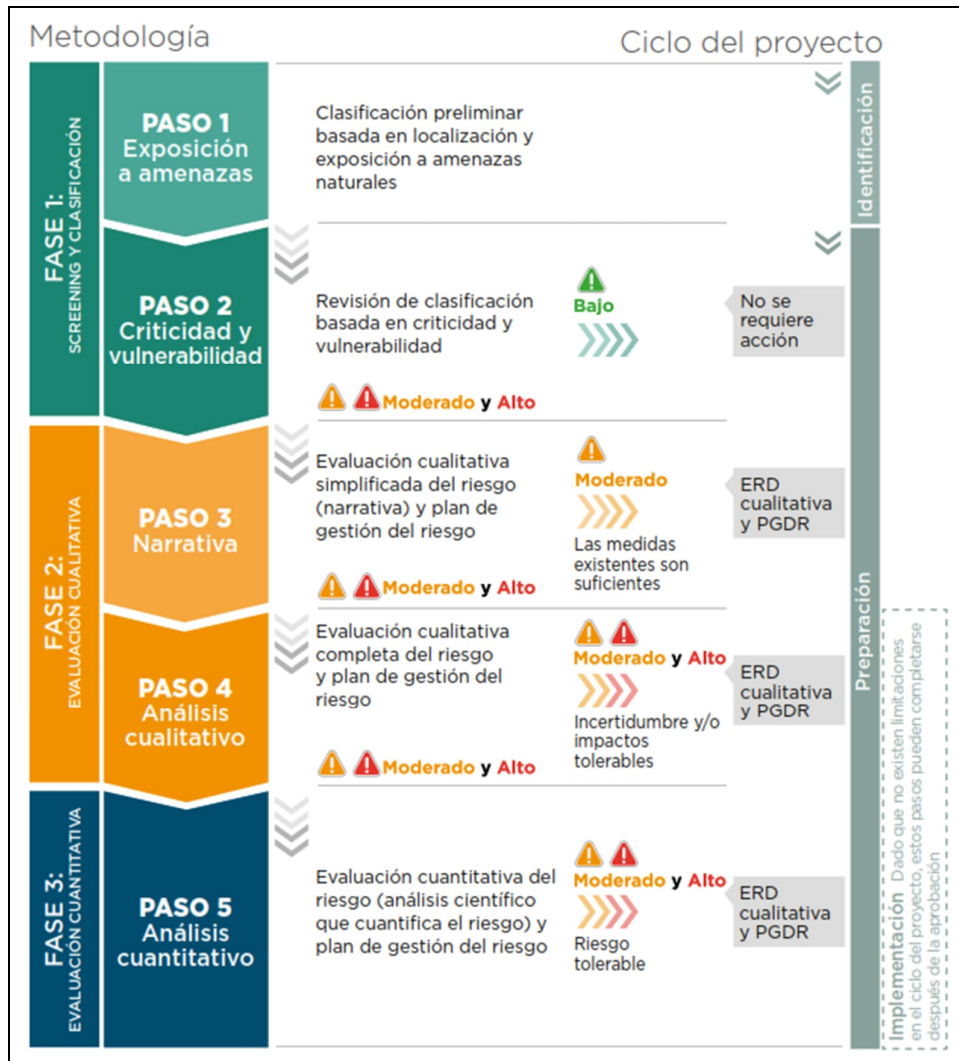 Metodología
Ciclo del proyecto
FASE 1:
SCREENING Y CLASIFICACIÓN
PASO 1
Exposición
a amenazas
Clasificación preliminar
basada en localización y
exposición a amenazas
naturales
Identificación
PASO 2
Criticidad y
vulnerabilidad
Revisión de clasificación
basada en criticidad y
vulnerabilidad
Bajo
No se
requiere
acción
Moderado y Alto
FASE 2:
EVALUACIÓN CUALITATIVA
PASO 3
Narrativa
Evaluación cualitativa
simplificada del riesgo
(narrativa) y plan de
gestión del riesgo
Moderado
Las medidas
existentes son
suficientes
ERD
cualitativa
y PGDR
Moderado y Alto
PASO 4
Análisis
cualitativo
Evaluación cualitativa
completa del riesgo
y plan de gestión del
riesgo
Moderado y Alto
Incertidumbre y/o
impactos
tolerables
ERD
cualitativa
y PGDR
Moderado y Alto
FASE 3:
EVALUACIÓN CUANTITATIVA
PASO 5
Análisis
cuantitativo
Evaluación cuantitativa del
riesgo (análisis científico
que cuantifica el riesgo) y
plan de gestión del riesgo
Moderado y Alto
Riesgo
tolerable
ERD
cualitativa
y PGDR
Preparación
Implementación Dado que no existen limitaciones
en el ciclo del proyecto, estos pasos pueden completarse
después de la aprobación